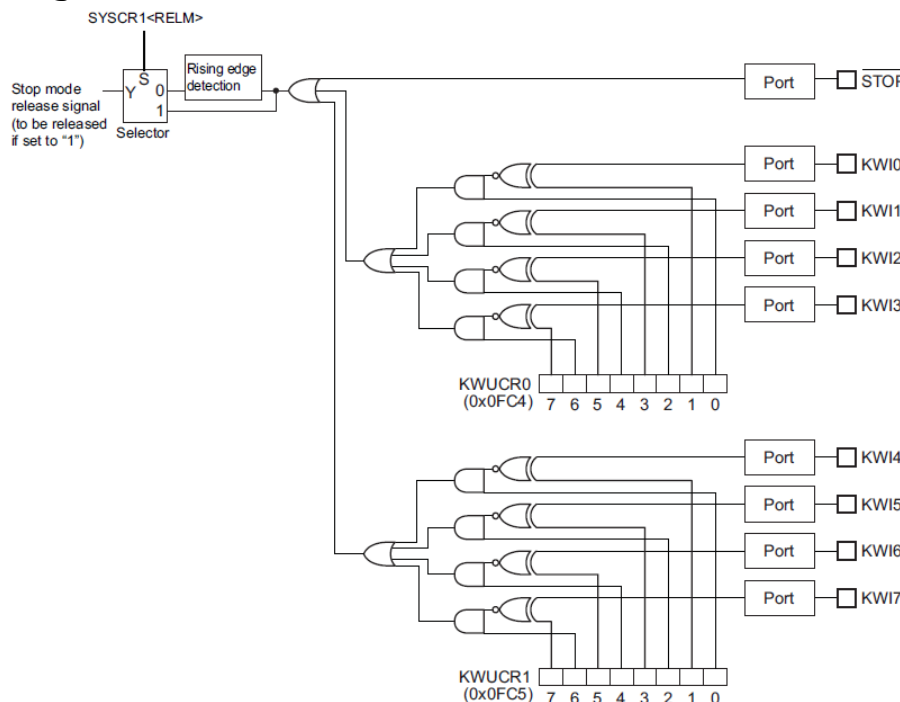 SYSCR1<RELM>
Stop mode
release signal
(to be released
if set to “1”)
Y
S
0
1
Selector
Rising edge
detection
Port
STOP
Port
KWI0
Port
KWI1
Port
KWI2
Port
KWI3
KWUCR0
(0x0FC4)
7 6 5 4 3 2 1 0
Port
KWI4
Port
KWI5
Port
KWI6
Port
KWI7
KWUCR1
(0x0FC5)
7 6 5 4 3 2 1 0